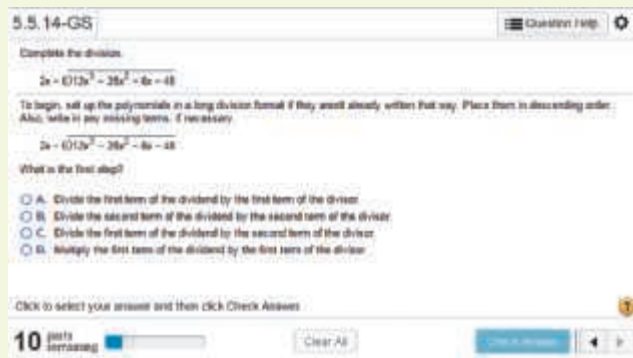 5.5.14-GS
Question Help
Complete the division.
2x - 6)12x³ - 28x² - 6x - 48
To begin, set up the polynomials in a long division format if they aren't already written that way. Place them in descending order.
Also, write in any missing terms, if necessary.
2x - 6)12x³ - 28x² - 6x - 48
What is the first step?
A. Divide the first term of the dividend by the first term of the divisor.
B. Divide the second term of the dividend by the second term of the divisor.
C. Divide the first term of the dividend by the second term of the divisor.
D. Multiply the first term of the dividend by the first term of the divisor.
Click to select your answer and then click Check Answer.
10 parts remaining
Clear All
Check Answer